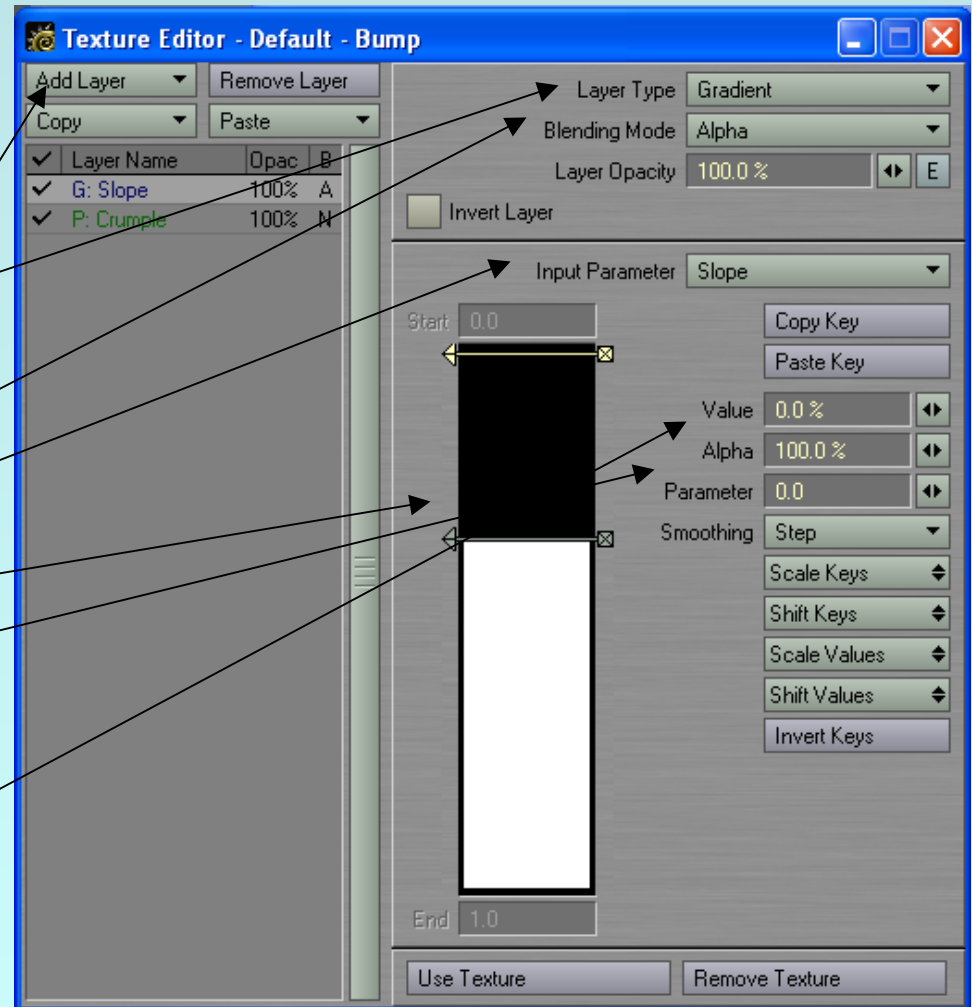 Texture Editor - Default - Bump
Add Layer
Remove Layer
Copy
Paste
Layer Name Opac B
G: Slope 100% A
P: Crumple 100% N
Layer Type Gradient
Blending Mode Alpha
Layer Opacity 100.0 % E
Invert Layer
Input Parameter Slope
Start 0.0
Copy Key
Paste Key
Value 0.0 %
Alpha 100.0 %
Parameter 0.0
Smoothing Step
Scale Keys
Shift Keys
Scale Values
Shift Values
Invert Keys
End 1.0
Use Texture
Remove Texture